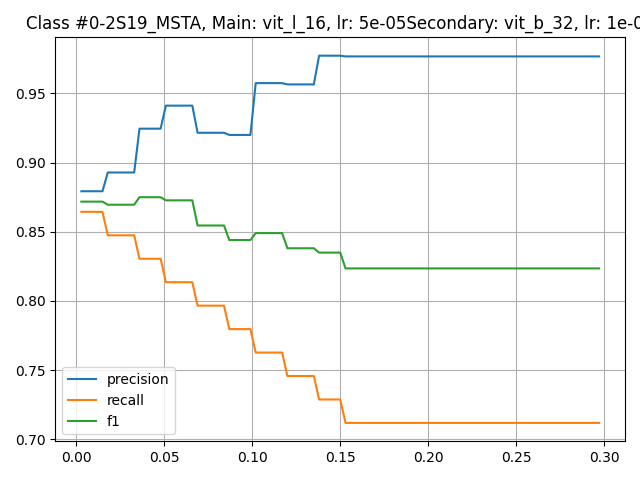 Class #0-2S19_MSTA, Main: vit_l_16, lr: 5e-05Secondary: vit_b_32, lr: 1e-0
0.95
0.90
0.85
0.80
0.75
0.70
precision
recall
f1
0.00 0.05 0.10 0.15 0.20 0.25 0.30